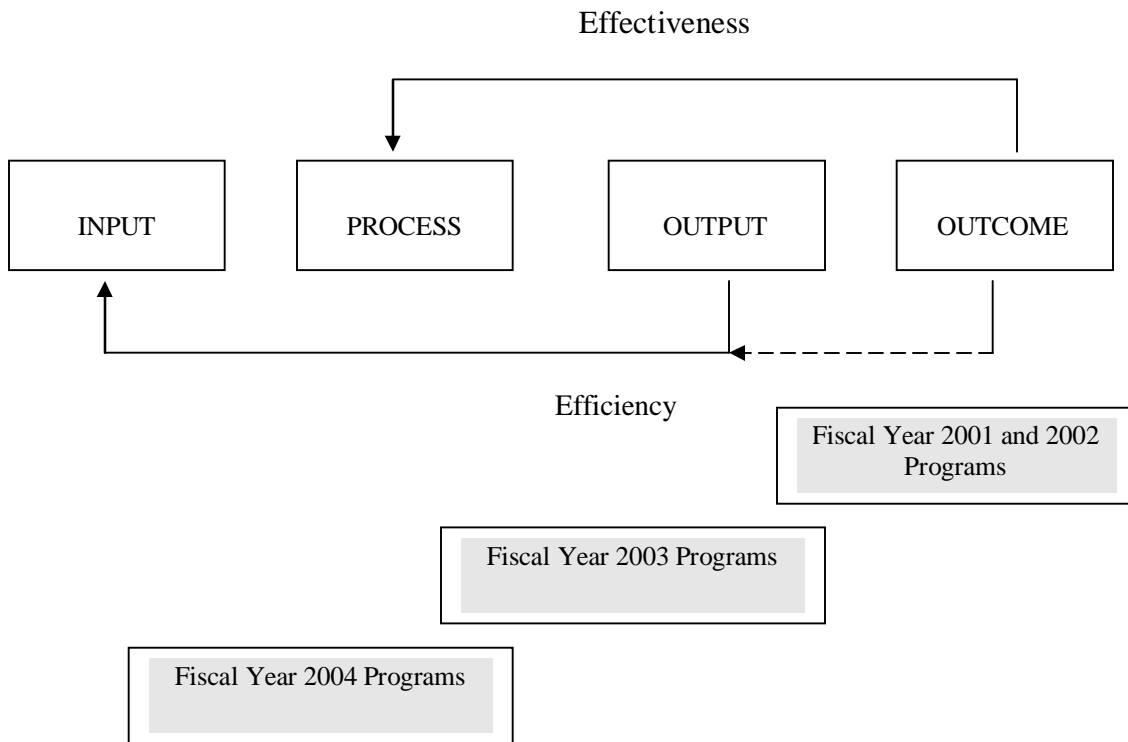 Effectiveness
INPUT
PROCESS
OUTPUT
OUTCOME
Efficiency
Fiscal Year 2001 and 2002
Programs
Fiscal Year 2003 Programs
Fiscal Year 2004 Programs